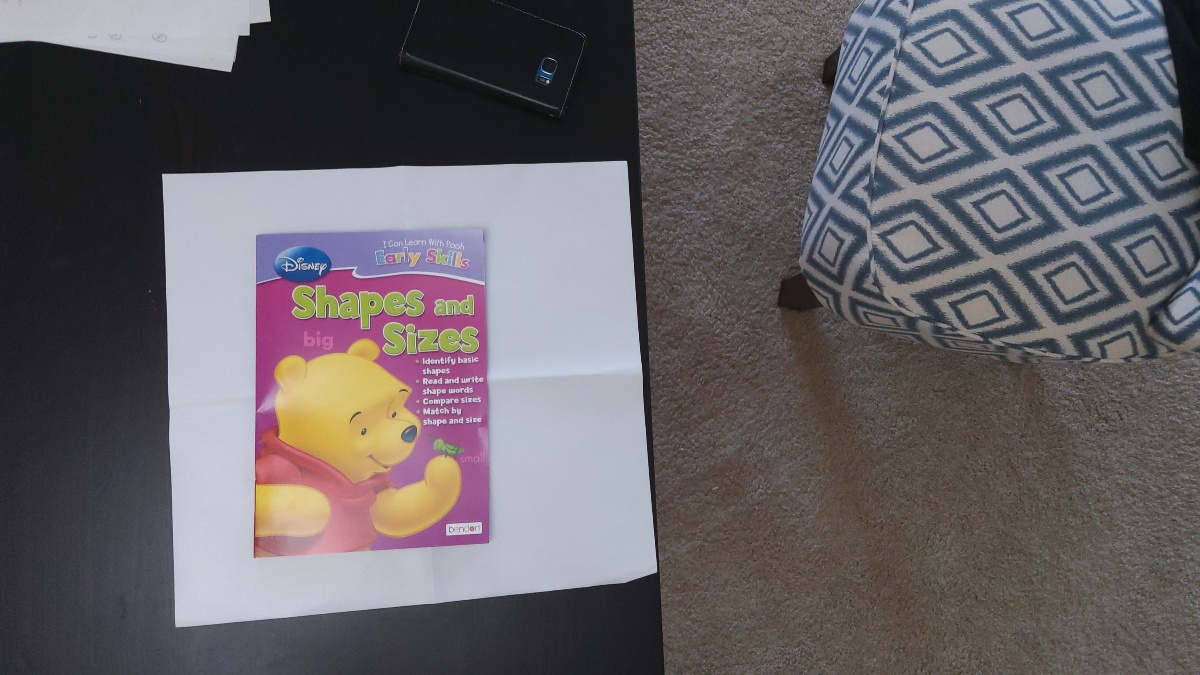 Disney
I Can Learn With Pooh
Early Skills
Shapes and
Sizes
big
• Identify basic
shapes
• Read and write
shape words
• Compare sizes
• Match by
shape and size
small
bendon